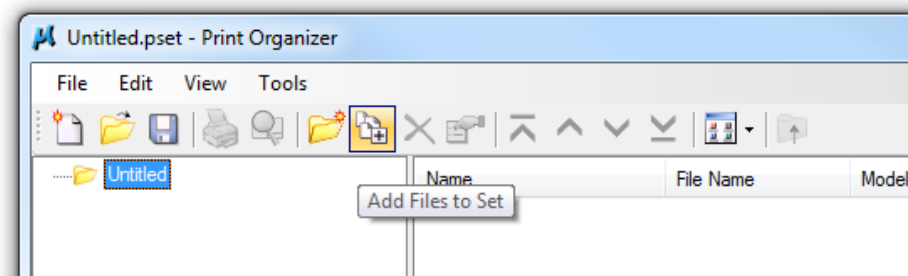 Untitled.pset - Print Organizer
File Edit View Tools
Untitled
Name File Name Model
Add Files to Set